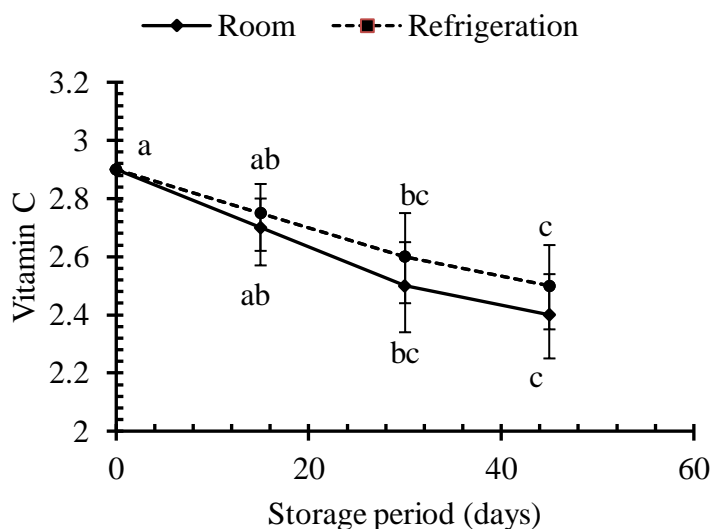 Room Refrigeration
3.2
3
2.8
2.6
2.4
2.2
2
Vitamin C
a
ab
bc
c
ab
bc
c
0 20 40 60
Storage period (days)